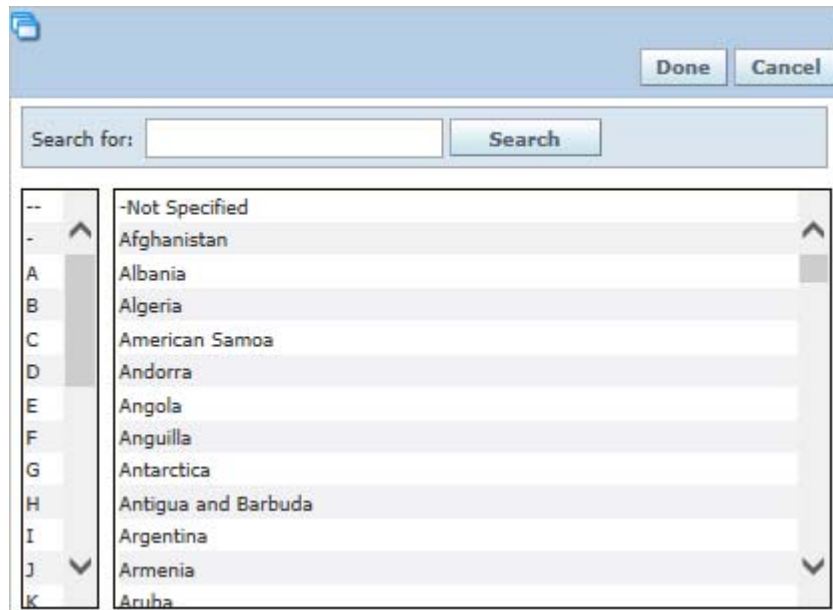 Done Cancel
Search for: Search
--
-
A
B
C
D
E
F
G
H
I
J
K
-Not Specified
Afghanistan
Albania
Algeria
American Samoa
Andorra
Angola
Anguilla
Antarctica
Antigua and Barbuda
Argentina
Armenia
Aruba